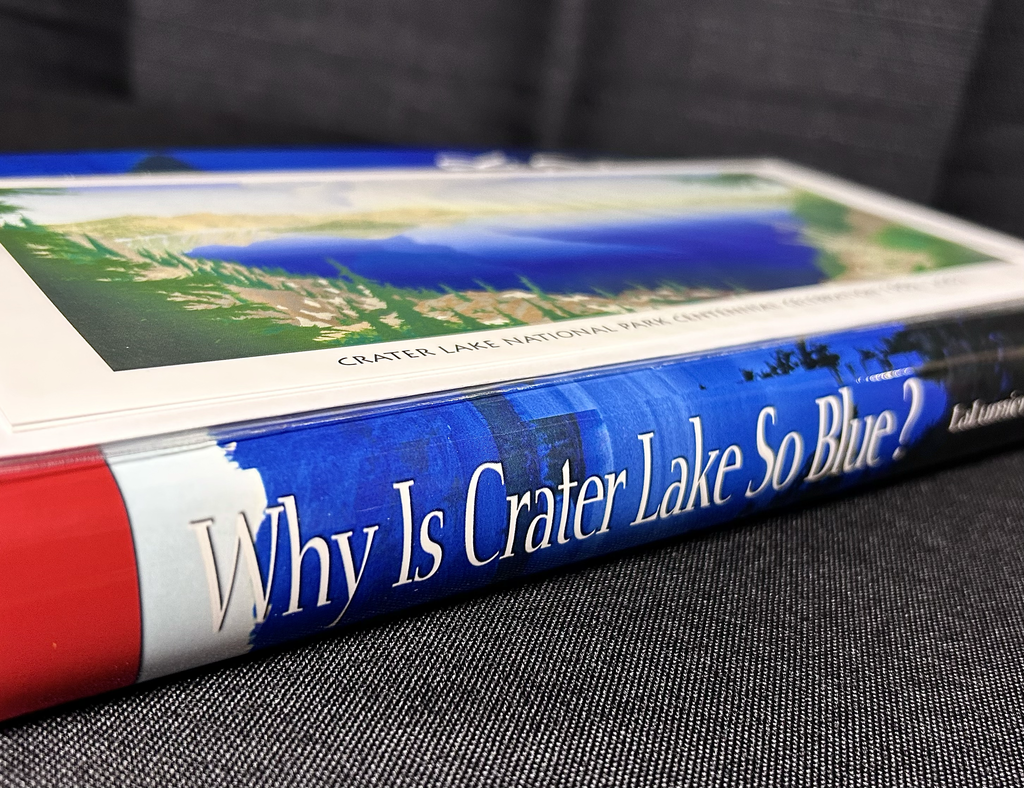 CRATER LAKE NATIONAL PARK CENTENNIAL CELEBRATION
Why Is Crater Lake So Blue?